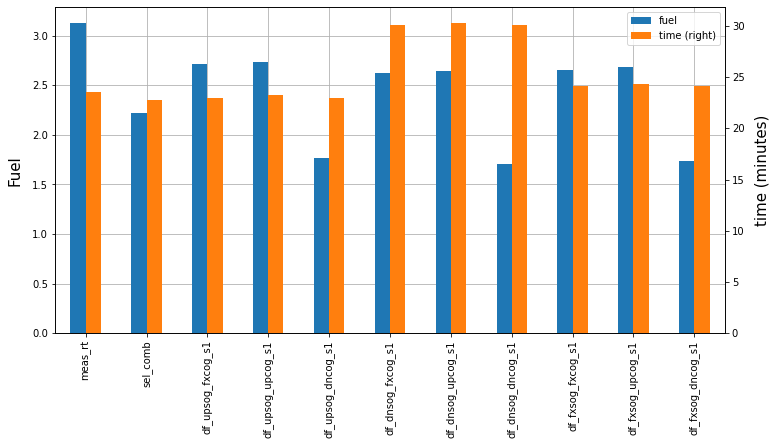 fuel
time (right)
3.0
2.5
2.0
1.5
1.0
0.5
0.0
Fuel
30
25
20
15
10
5
0
time (minutes)
meas_rt
sel_comb
df_upsog_fxcog_s1
df_upsog_upcog_s1
df_upsog_dncog_s1
df_dnsog_fxcog_s1
df_dnsog_upcog_s1
df_dnsog_dncog_s1
df_fxsog_fxcog_s1
df_fxsog_upcog_s1
df_fxsog_dncog_s1